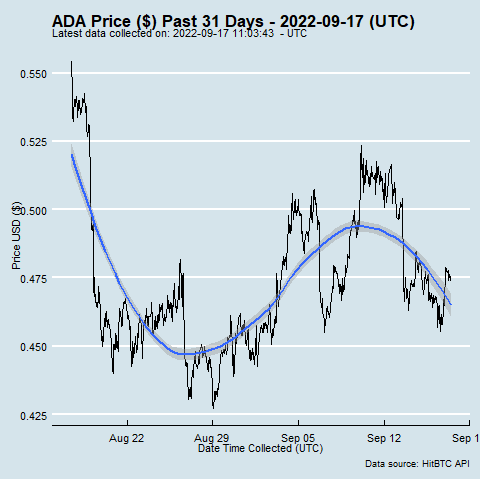 ADA Price ($) Past 31 Days - 2022-09-17 (UTC)
Latest data collected on: 2022-09-17 11:03:43 - UTC
0.550
0.525
0.500
0.475
0.450
0.425
Price USD ($)
Aug 22
Aug 29
Sep 05
Sep 12
Sep 1
Date Time Collected (UTC)
Data source: HitBTC API